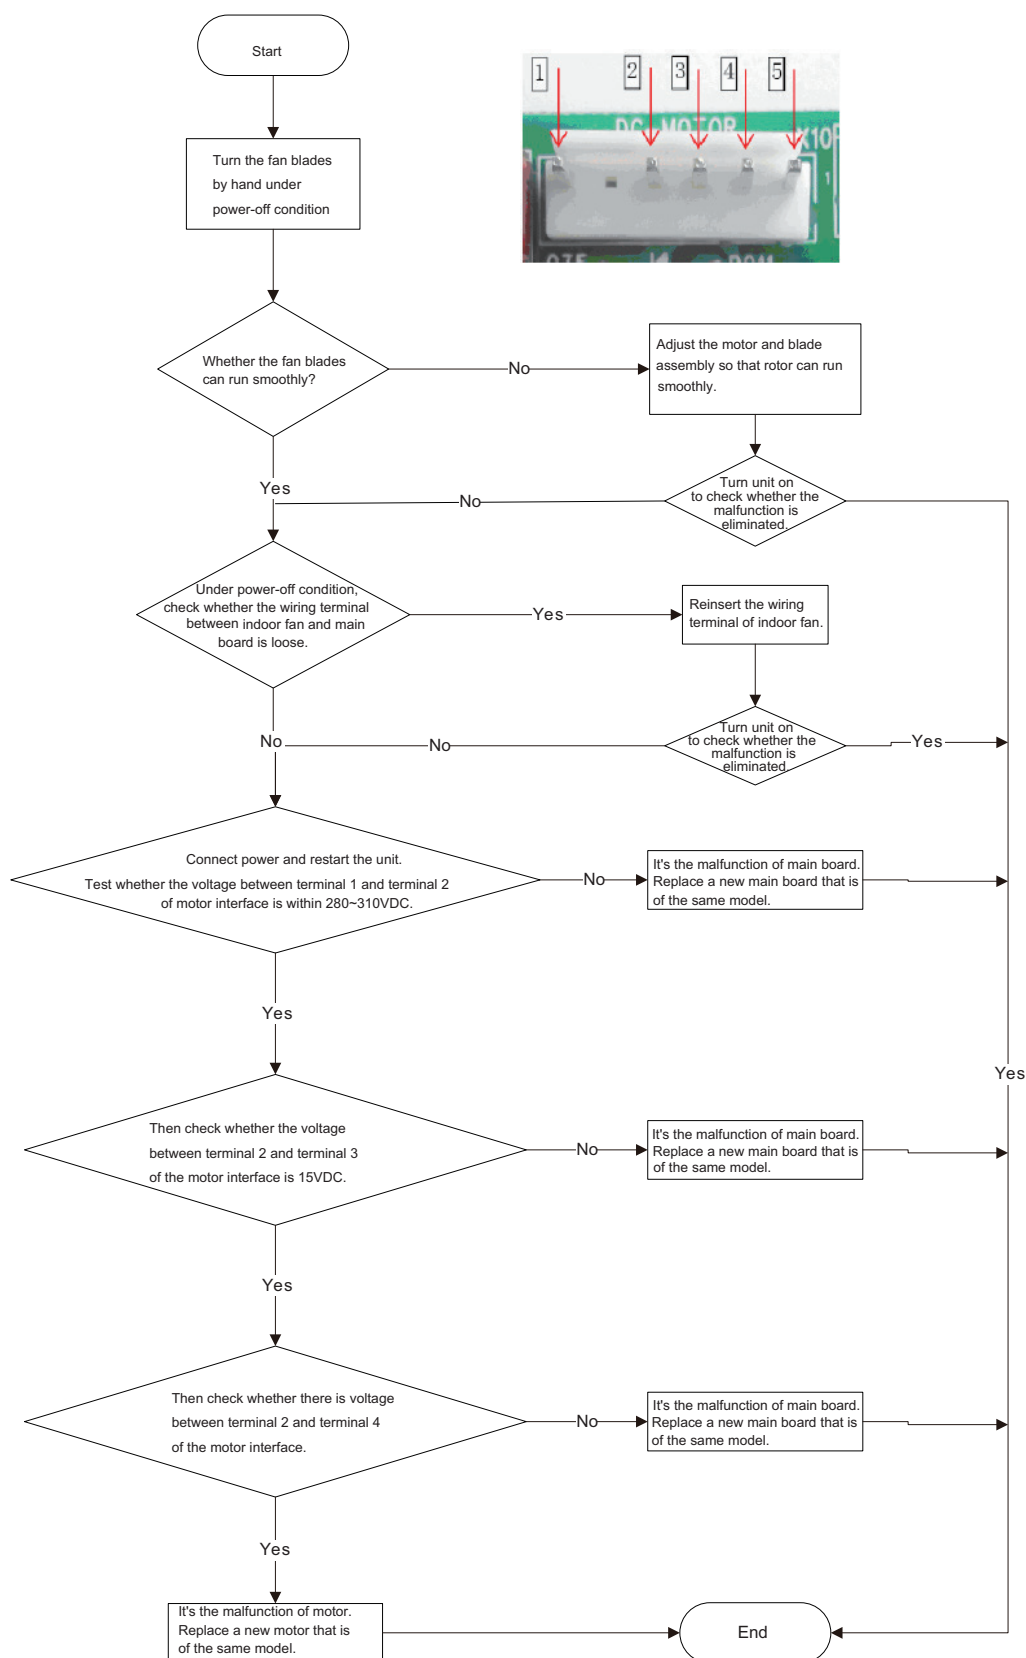 Start
1
2
3
4
5
DC MOTOR
Turn the fan blades
by hand under
power-off condition
Whether the fan blades
can run smoothly?
No
Adjust the motor and blade
assembly so that rotor can run
smoothly.
Yes
No
Turn unit on
to check whether the
malfunction is
eliminated.
Under power-off condition,
check whether the wiring terminal
between indoor fan and main
board is loose.
Yes
Reinsert the wiring
terminal of indoor fan.
No
No
Turn unit on
to check whether the
malfunction is
eliminated.
Yes
Connect power and restart the unit.
Test whether the voltage between terminal 1 and terminal 2
of motor interface is within 280~310VDC.
No
It's the malfunction of main board.
Replace a new main board that is
of the same model.
Yes
Yes
Then check whether the voltage
between terminal 2 and terminal 3
of the motor interface is 15VDC.
No
It's the malfunction of main board.
Replace a new main board that is
of the same model.
Yes
Then check whether there is voltage
between terminal 2 and terminal 4
of the motor interface.
No
It's the malfunction of main board.
Replace a new main board that is
of the same model.
Yes
It's the malfunction of motor.
Replace a new motor that is
of the same model.
End